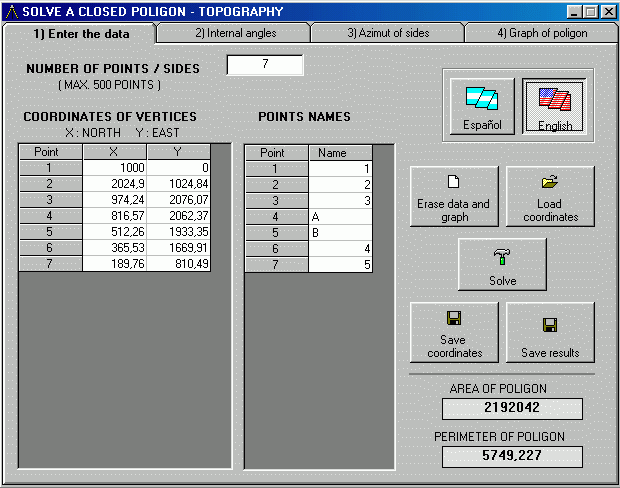 SOLVE A CLOSED POLIGON - TOPOGRAPHY
1) Enter the data 2) Internal angles 3) Azimut of sides 4) Graph of poligon
NUMBER OF POINTS / SIDES 7
( MAX. 500 POINTS )
COORDINATES OF VERTICES POINTS NAMES
X : NORTH Y : EAST
Point X Y
1 1000 0
2 2024,9 1024,84
3 974,24 2076,07
4 816,57 2062,37
5 512,26 1933,35
6 365,53 1669,91
7 189,76 810,49
Point Name
1 1
2 2
3 3
4 A
5 B
6 4
7 5
Español English
Erase data and
graph
Load
coordinates
Solve
Save
coordinates
Save results
AREA OF POLIGON
2192042
PERIMETER OF POLIGON
5749,227